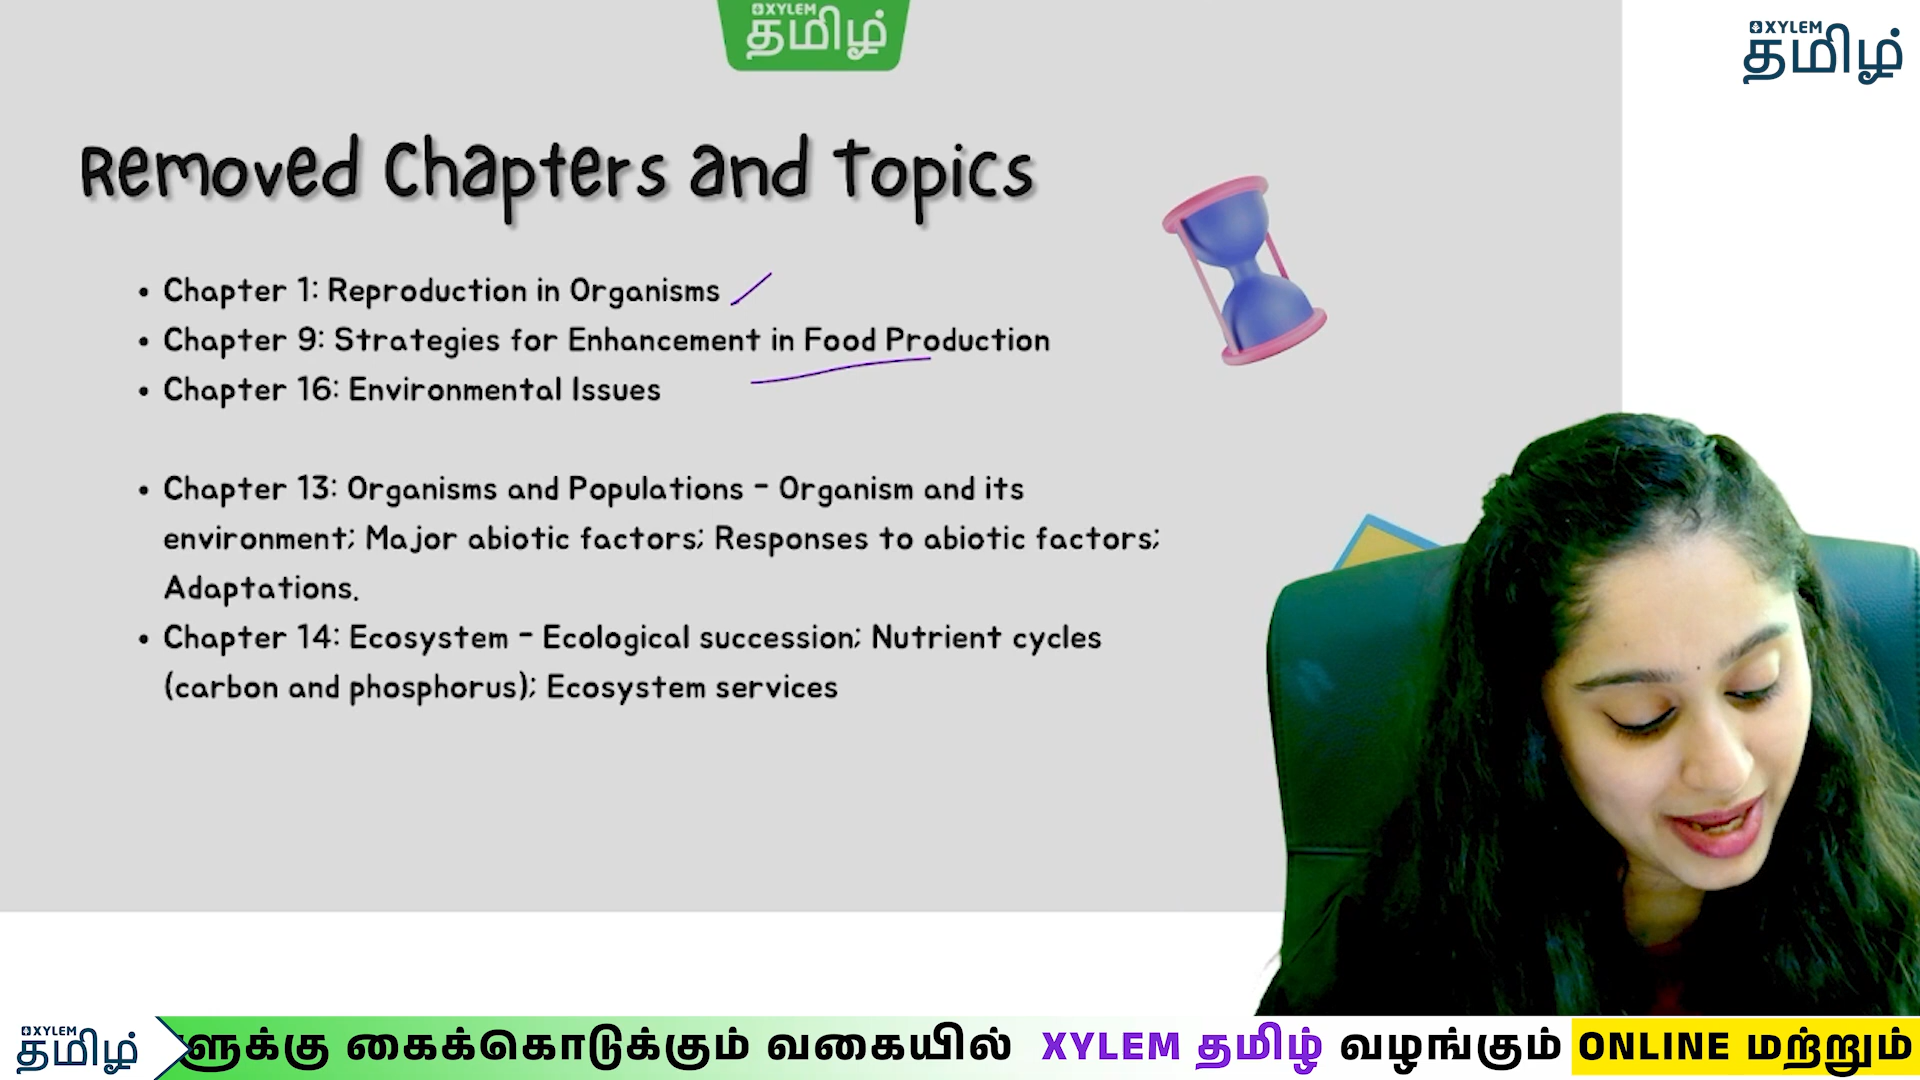 XYLEM
தமிழ்
XYLEM
தமிழ்
Removed Chapters and Topics
• Chapter 1: Reproduction in Organisms
• Chapter 9: Strategies for Enhancement in Food Production
• Chapter 16: Environmental Issues
• Chapter 13: Organisms and Populations - Organism and its
environment; Major abiotic factors; Responses to abiotic factors;
Adaptations.
• Chapter 14: Ecosystem - Ecological succession; Nutrient cycles
(carbon and phosphorus); Ecosystem services
XYLEM
தமிழ்
ளுக்கு கைக்கொடுக்கும் வகையில் XYLEM தமிழ் வழங்கும் ONLINE மற்றும்